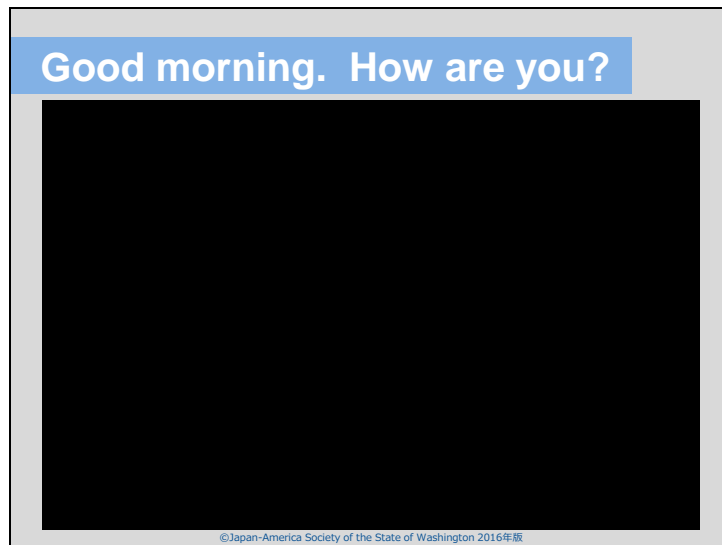 Good morning.  How are you?
©Japan-America Society of the State of Washington 2016年版